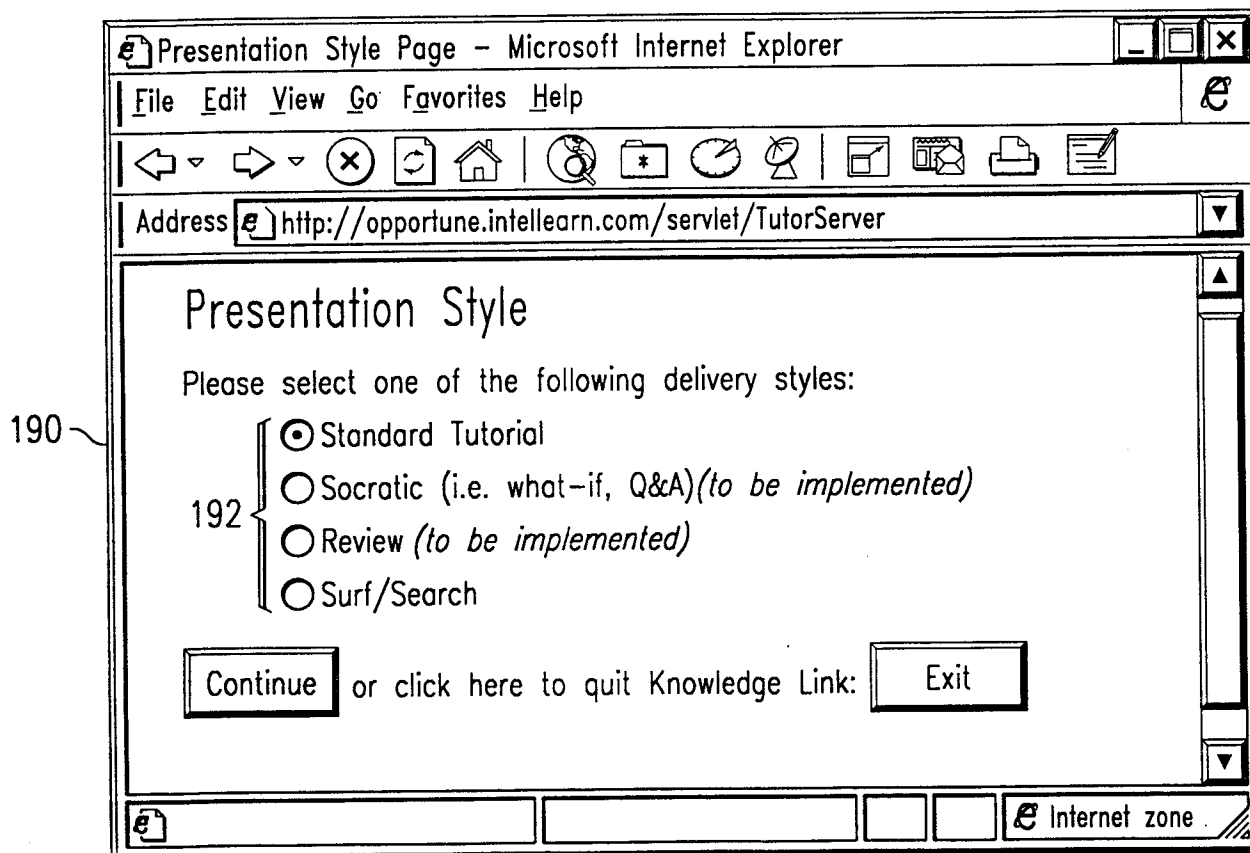 Presentation Style Page – Microsoft Internet Explorer
File Edit View Go Favorites Help
Address http://opportune.intellearn.com/servlet/TutorServer
Presentation Style
Please select one of the following delivery styles:
190
Standard Tutorial
Socratic (i.e. what-if, Q&A)(to be implemented)
192
Review (to be implemented)
Surf/Search
Continue or click here to quit Knowledge Link: Exit
Internet zone